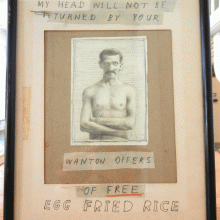 MY HEAD WILL NOT BE
TURNED BY YOUR
WANTON OFFERS
OF FREE
EGG FRIED RICE